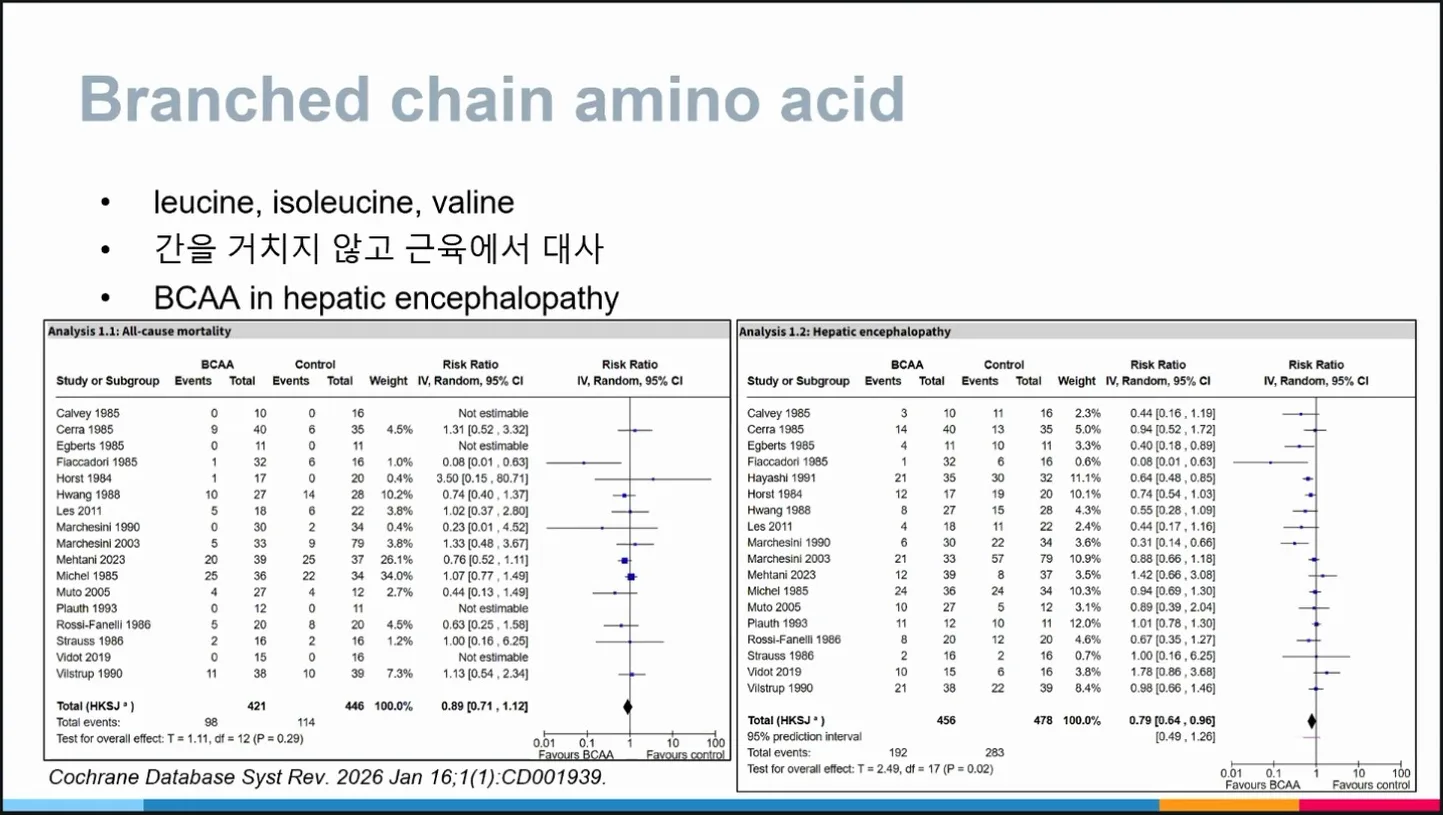 Branched chain amino acid
• leucine, isoleucine, valine
• 간을 거치지 않고 근육에서 대사
• BCAA in hepatic encephalopathy
Analysis 1.1: All-cause mortality
BCAA Control Risk Ratio Risk Ratio
Study or Subgroup Events Total Events Total Weight IV, Random, 95% CI IV, Random, 95% CI
Calvey 1985 0 10 0 16 Not estimable
Cerra 1985 9 40 6 35 4.5% 1.31 [0.52 , 3.32]
Egberts 1985 0 11 0 11 Not estimable
Fiaccadori 1985 1 32 6 16 1.0% 0.08 [0.01 , 0.63]
Horst 1984 1 17 0 20 0.4% 3.50 [0.15 , 80.71]
Hwang 1988 10 27 14 28 10.2% 0.74 [0.40 , 1.37]
Les 2011 5 18 6 22 3.8% 1.02 [0.37 , 2.80]
Marchesini 1990 0 30 2 34 0.4% 0.23 [0.01 , 4.52]
Marchesini 2003 5 33 9 79 3.8% 1.33 [0.48 , 3.67]
Mehtani 2023 20 39 25 37 26.1% 0.76 [0.52 , 1.11]
Michel 1985 25 36 22 34 34.0% 1.07 [0.77 , 1.49]
Muto 2005 4 27 4 12 2.7% 0.44 [0.13 , 1.49]
Plauth 1993 0 12 0 11 Not estimable
Rossi-Fanelli 1986 5 20 8 20 4.5% 0.63 [0.25 , 1.58]
Strauss 1986 2 16 2 16 1.2% 1.00 [0.16 , 6.25]
Vidot 2019 0 15 0 16 Not estimable
Vilstrup 1990 11 38 10 39 7.3% 1.13 [0.54 , 2.34]
Total (HKSJ ª ) 421 446 100.0% 0.89 [0.71 , 1.12]
Total events: 98 114
Test for overall effect: T = 1.11, df = 12 (P = 0.29)
0.01 0.1 1 10 100
Favours BCAA Favours control
Analysis 1.2: Hepatic encephalopathy
BCAA Control Risk Ratio Risk Ratio
Study or Subgroup Events Total Events Total Weight IV, Random, 95% CI IV, Random, 95% CI
Calvey 1985 3 10 11 16 2.3% 0.44 [0.16 , 1.19]
Cerra 1985 14 40 13 35 5.0% 0.94 [0.52 , 1.72]
Egberts 1985 4 11 10 11 3.3% 0.40 [0.18 , 0.89]
Fiaccadori 1985 1 32 6 16 0.6% 0.08 [0.01 , 0.63]
Hayashi 1991 21 35 30 32 11.1% 0.64 [0.48 , 0.85]
Horst 1984 12 17 19 20 10.1% 0.74 [0.54 , 1.03]
Hwang 1988 8 27 15 28 4.1% 0.55 [0.28 , 1.09]
Les 2011 4 18 11 22 2.4% 0.44 [0.17 , 1.16]
Marchesini 1990 6 30 22 34 3.6% 0.31 [0.14 , 0.66]
Marchesini 2003 21 33 57 79 10.9% 0.88 [0.66 , 1.18]
Mehtani 2023 12 39 8 37 3.5% 1.42 [0.66 , 3.08]
Michel 1985 24 36 24 34 10.3% 0.94 [0.69 , 1.30]
Muto 2005 10 27 5 12 3.1% 0.89 [0.39 , 2.04]
Plauth 1993 11 12 10 11 12.0% 1.01 [0.78 , 1.30]
Rossi-Fanelli 1986 8 20 12 20 4.6% 0.67 [0.35 , 1.27]
Strauss 1986 2 16 2 16 0.7% 1.00 [0.16 , 6.25]
Vidot 2019 10 15 6 16 3.8% 1.78 [0.86 , 3.68]
Vilstrup 1990 21 38 22 39 8.4% 0.98 [0.66 , 1.46]
Total (HKSJ ª ) 456 478 100.0% 0.79 [0.64 , 0.96]
95% prediction interval [0.49 , 1.26]
Total events: 192 283
Test for overall effect: T = 2.49, df = 17 (P = 0.02)
0.01 0.1 1 10 100
Favours BCAA Favours control
Cochrane Database Syst Rev. 2026 Jan 16;1(1):CD001939.